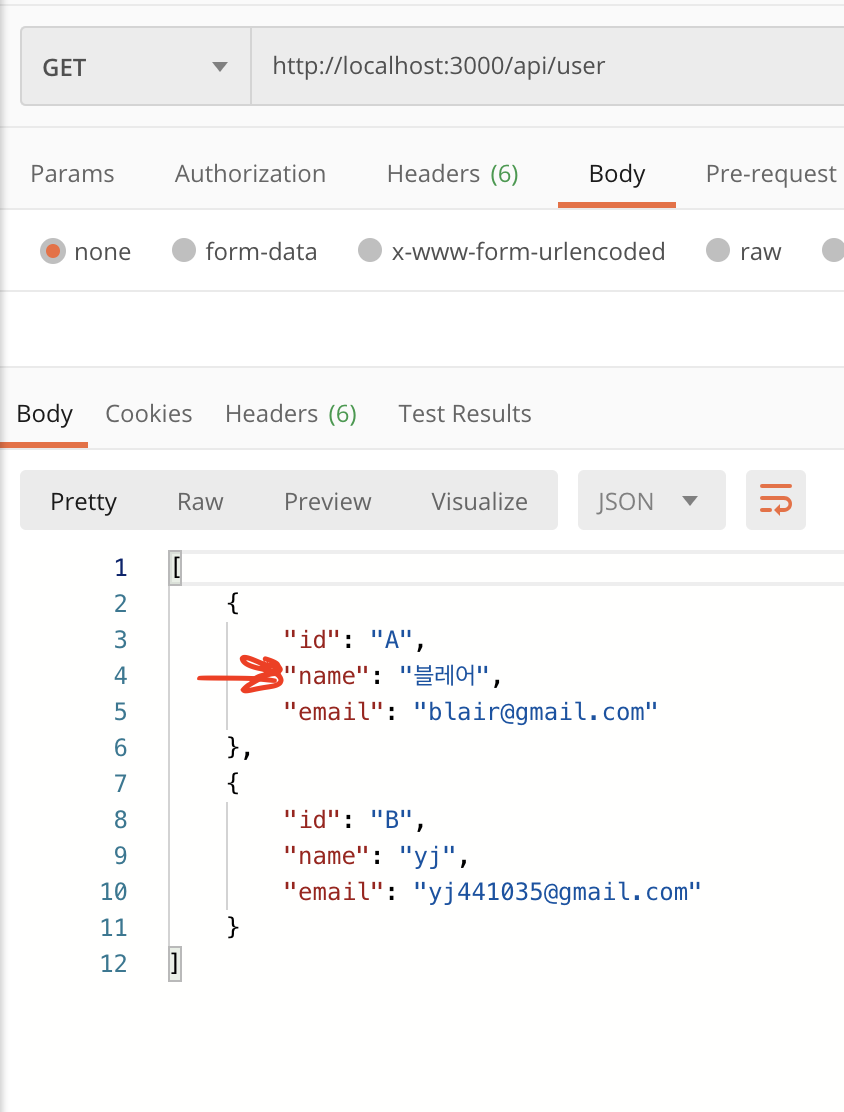 GET http://localhost:3000/api/user
Params Authorization Headers (6) Body Pre-request
none form-data x-www-form-urlencoded raw
Body Cookies Headers (6) Test Results
Pretty Raw Preview Visualize JSON
1 [
2 {
3 "id": "A",
4 "name": "블레어",
5 "email": "blair@gmail.com"
6 },
7 {
8 "id": "B",
9 "name": "yj",
10 "email": "yj441035@gmail.com"
11 }
12 ]